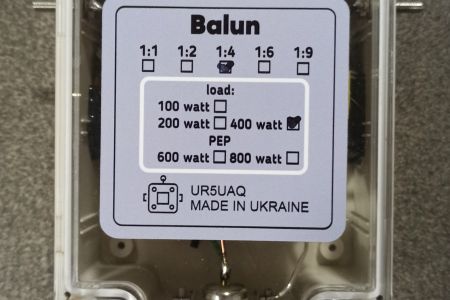 Balun
1:1 1:2 1:4 1:6 1:9
load:
100 watt
200 watt 400 watt
PEP
600 watt 800 watt
UR5UAQ
MADE IN UKRAINE